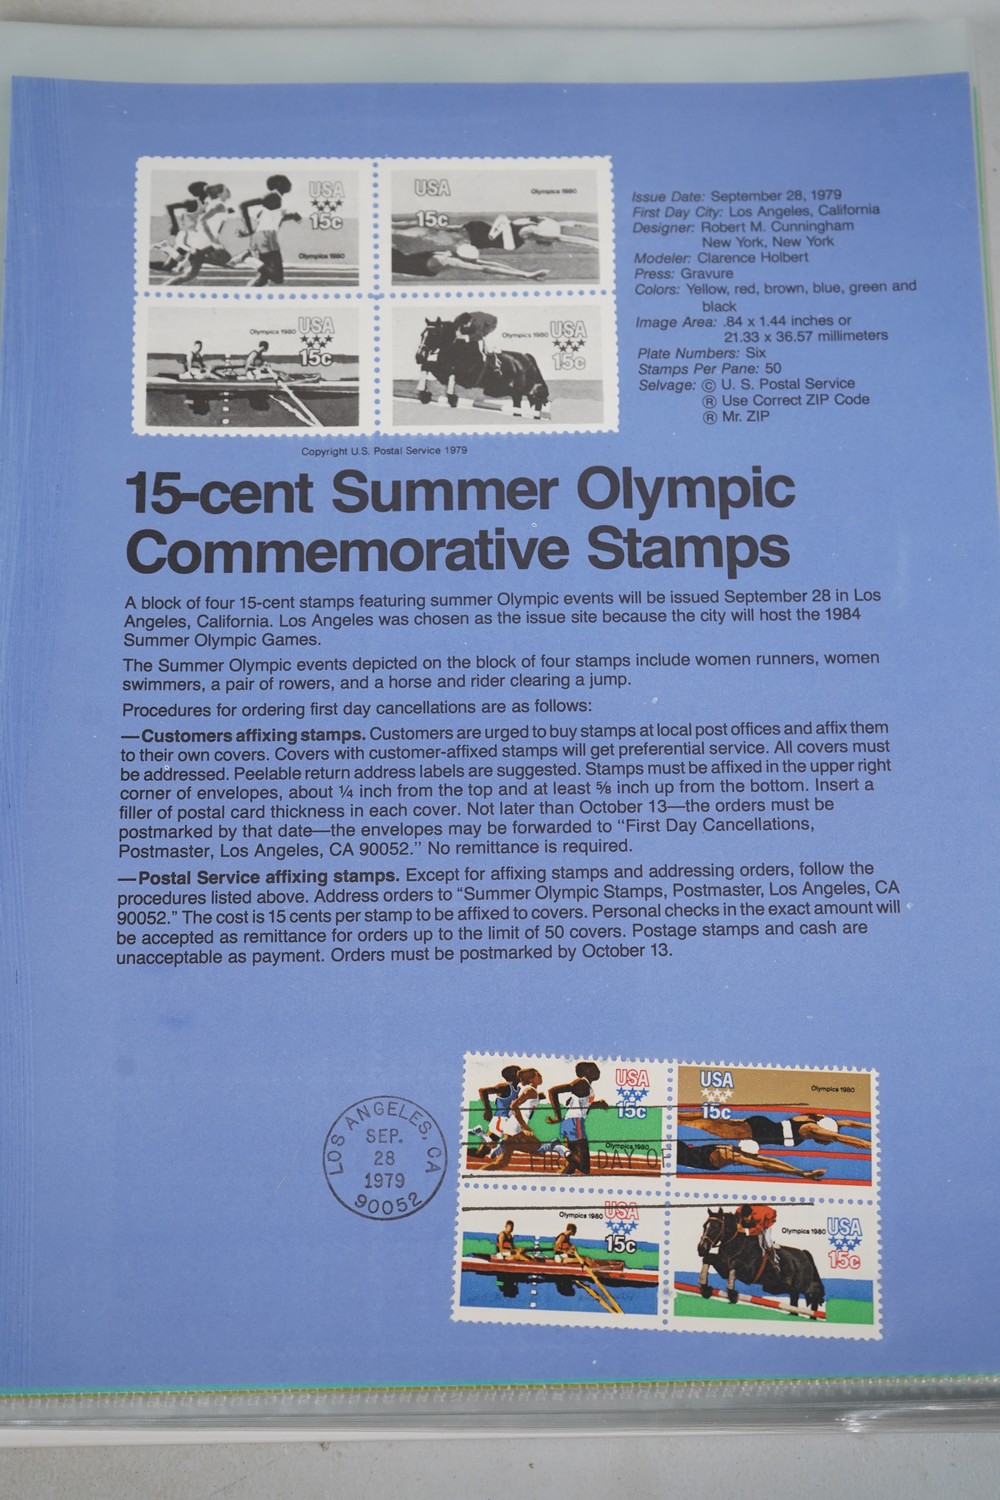 USA
15c
Olympics 1980
USA
15c
Olympics 1980
Olympics 1980
USA
15c
Olympics 1980
USA
15c
Copyright U.S. Postal Service 1979
Issue Date: September 28, 1979
First Day City: Los Angeles, California
Designer: Robert M. Cunningham
New York, New York
Modeler: Clarence Holbert
Press: Gravure
Colors: Yellow, red, brown, blue, green and
black
Image Area: .84 x 1.44 inches or
21.33 x 36.57 millimeters
Plate Numbers: Six
Stamps Per Pane: 50
Selvage: © U. S. Postal Service
® Use Correct ZIP Code
® Mr. ZIP
15-cent Summer Olympic
Commemorative Stamps
A block of four 15-cent stamps featuring summer Olympic events will be issued September 28 in Los
Angeles, California. Los Angeles was chosen as the issue site because the city will host the 1984
Summer Olympic Games.
The Summer Olympic events depicted on the block of four stamps include women runners, women
swimmers, a pair of rowers, and a horse and rider clearing a jump.
Procedures for ordering first day cancellations are as follows:
—Customers affixing stamps. Customers are urged to buy stamps at local post offices and affix them
to their own covers. Covers with customer-affixed stamps will get preferential service. All covers must
be addressed. Peelable return address labels are suggested. Stamps must be affixed in the upper right
corner of envelopes, about ¼ inch from the top and at least ⅝ inch up from the bottom. Insert a
filler of postal card thickness in each cover. Not later than October 13—the orders must be
postmarked by that date—the envelopes may be forwarded to "First Day Cancellations,
Postmaster, Los Angeles, CA 90052." No remittance is required.
—Postal Service affixing stamps. Except for affixing stamps and addressing orders, follow the
procedures listed above. Address orders to "Summer Olympic Stamps, Postmaster, Los Angeles, CA
90052." The cost is 15 cents per stamp to be affixed to covers. Personal checks in the exact amount will
be accepted as remittance for orders up to the limit of 50 covers. Postage stamps and cash are
unacceptable as payment. Orders must be postmarked by October 13.
LOS ANGELES, CA
SEP.
28
1979
90052
USA
15c
Olympics 1980
FIRST DAY OF
USA
15c
Olympics 1980
Olympics 1980
USA
15c
Olympics 1980
USA
15c